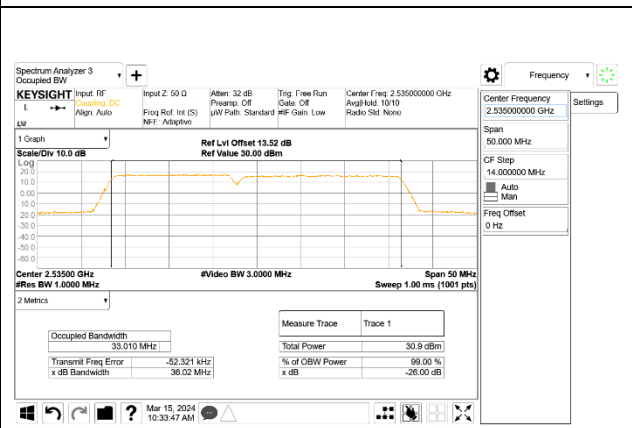 Spectrum Analyzer 3
Occupied BW
Frequency
KEYSIGHT
Input: RF
Coupling: DC
Align: Auto
Input Z: 50 Ω
Freq Ref: Int (S)
NFE: Adaptive
Atten: 32 dB
Preamp: Off
µW Path: Standard
Trig: Free Run
Gate: Off
#IF Gain: Low
Center Freq: 2.535000000 GHz
Avg|Hold: 10/10
Radio Std: None
Center Frequency
2.535000000 GHz
Settings
Span
50.000 MHz
CF Step
14.000000 MHz
Auto
Man
Freq Offset
0 Hz
1 Graph
Scale/Div 10.0 dB
Ref Lvl Offset 13.52 dB
Ref Value 30.00 dBm
Log
20.0
10.0
0.00
-10.0
-20.0
-30.0
-40.0
-50.0
-60.0
Center 2.53500 GHz
#Res BW 1.0000 MHz
#Video BW 3.0000 MHz
Span 50 MHz
Sweep 1.00 ms (1001 pts)
2 Metrics
Occupied Bandwidth
33.010 MHz
Transmit Freq Error -52.321 kHz
x dB Bandwidth 36.02 MHz
Measure Trace Trace 1
Total Power 30.9 dBm
% of OBW Power 99.00 %
x dB -26.00 dB
Mar 15, 2024
10:33:47 AM